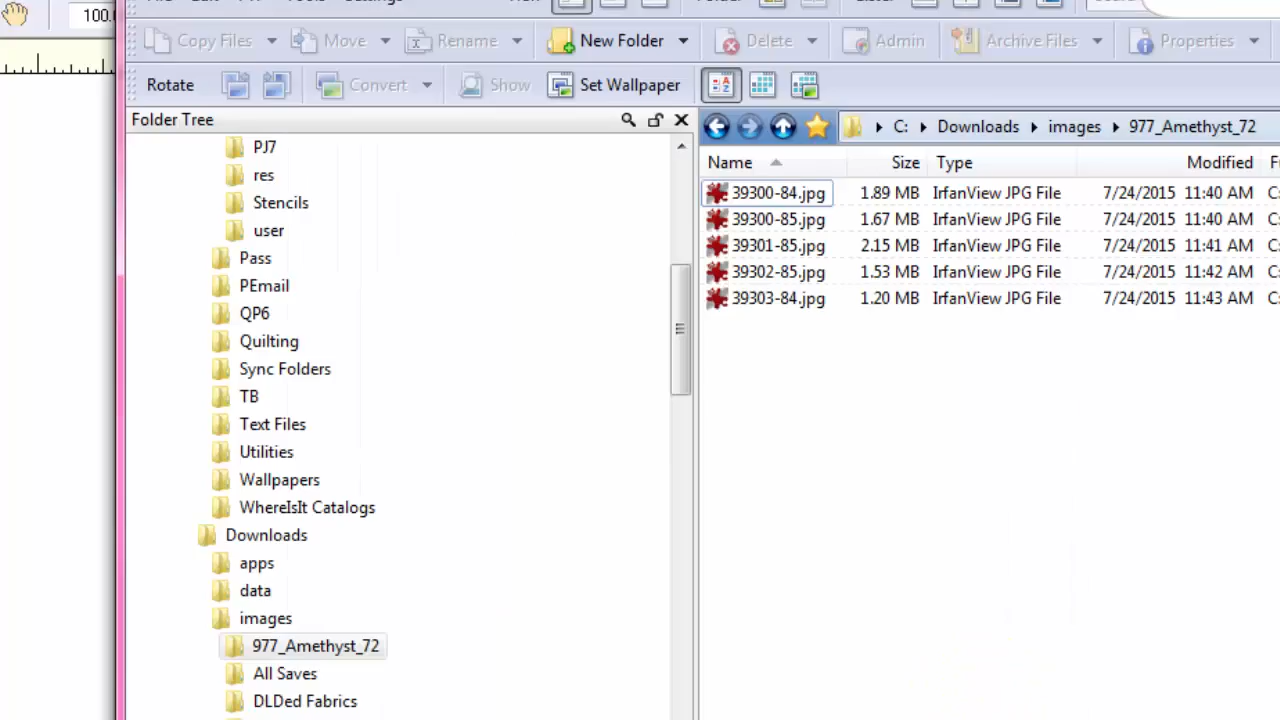 100.
Copy Files Move Rename New Folder Delete Admin Archive Files Properties
Rotate Convert Show Set Wallpaper
Folder Tree
PJ7
res
Stencils
user
Pass
PEmail
QP6
Quilting
Sync Folders
TB
Text Files
Utilities
Wallpapers
WhereIsIt Catalogs
Downloads
apps
data
images
977_Amethyst_72
All Saves
DLDed Fabrics
C: Downloads images 977_Amethyst_72
Name Size Type Modified
39300-84.jpg 1.89 MB IrfanView JPG File 7/24/2015 11:40 AM
39300-85.jpg 1.67 MB IrfanView JPG File 7/24/2015 11:40 AM
39301-85.jpg 2.15 MB IrfanView JPG File 7/24/2015 11:41 AM
39302-85.jpg 1.53 MB IrfanView JPG File 7/24/2015 11:42 AM
39303-84.jpg 1.20 MB IrfanView JPG File 7/24/2015 11:43 AM